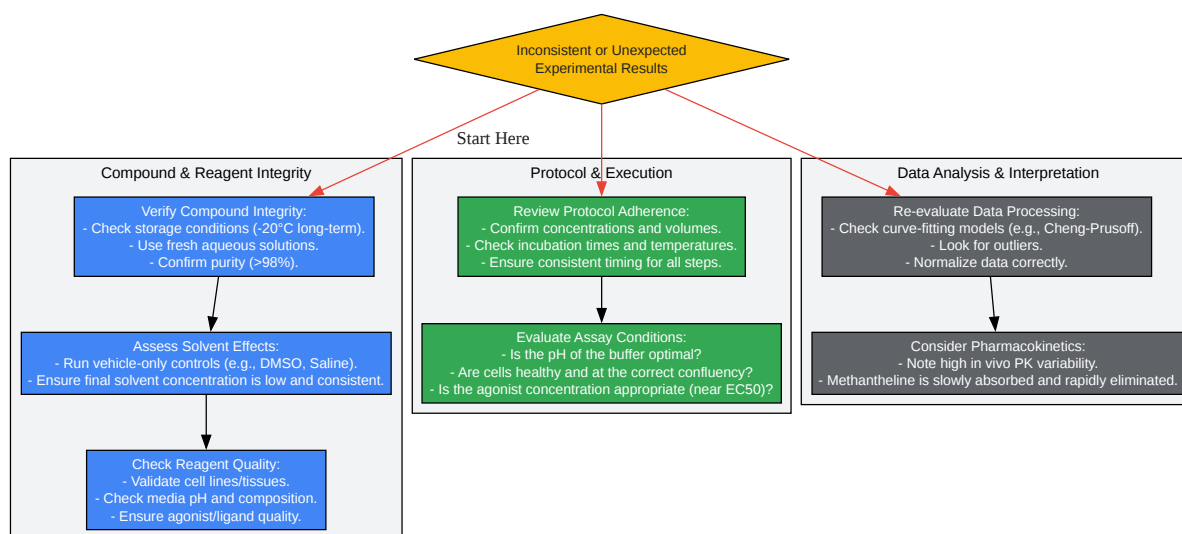 Inconsistent or Unexpected
Experimental Results
Start Here
Compound & Reagent Integrity
Verify Compound Integrity:
- Check storage conditions (-20°C long-term).
- Use fresh aqueous solutions.
- Confirm purity (>98%).
Assess Solvent Effects:
- Run vehicle-only controls (e.g., DMSO, Saline).
- Ensure final solvent concentration is low and consistent.
Check Reagent Quality:
- Validate cell lines/tissues.
- Check media pH and composition.
- Ensure agonist/ligand quality.
Protocol & Execution
Review Protocol Adherence:
- Confirm concentrations and volumes.
- Check incubation times and temperatures.
- Ensure consistent timing for all steps.
Evaluate Assay Conditions:
- Is the pH of the buffer optimal?
- Are cells healthy and at the correct confluency?
- Is the agonist concentration appropriate (near EC50)?
Data Analysis & Interpretation
Re-evaluate Data Processing:
- Check curve-fitting models (e.g., Cheng-Prusoff).
- Look for outliers.
- Normalize data correctly.
Consider Pharmacokinetics:
- Note high in vivo PK variability.
- Methantheline is slowly absorbed and rapidly eliminated.